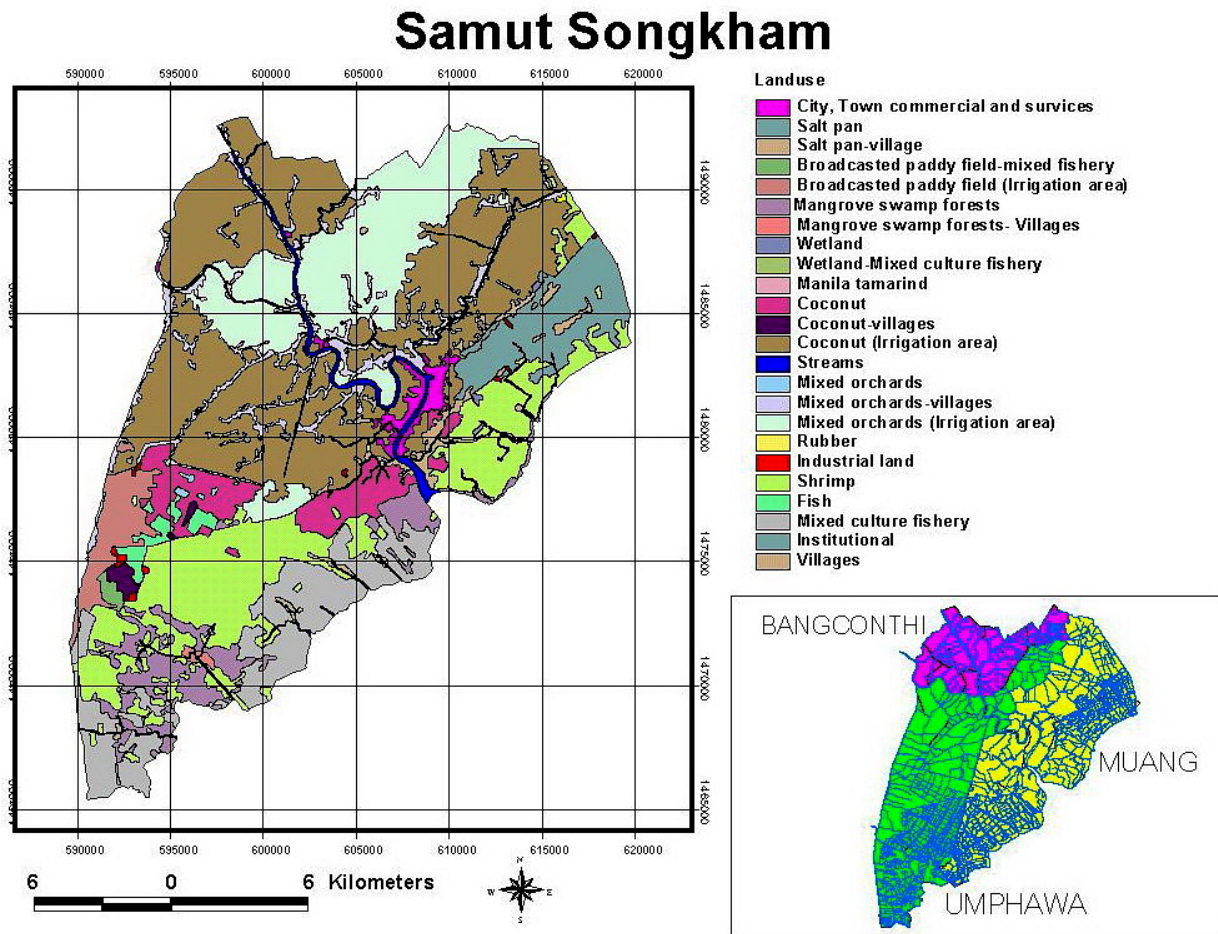 Samut Songkham
590000 595000 600000 605000 610000 615000 620000
Landuse
City, Town commercial and survices
Salt pan
Salt pan-village
Broadcasted paddy field-mixed fishery
Broadcasted paddy field (Irrigation area)
Mangrove swamp forests
Mangrove swamp forests- Villages
Wetland
Wetland-Mixed culture fishery
Manila tamarind
Coconut
Coconut-villages
Coconut (Irrigation area)
Streams
Mixed orchards
Mixed orchards-villages
Mixed orchards (Irrigation area)
Rubber
Industrial land
Shrimp
Fish
Mixed culture fishery
Institutional
Villages
1490000
1485000
1480000
1475000
1470000
1465000
590000 595000 600000 605000 610000 615000 620000
6 0 6 Kilometers
N
W E
S
BANGCONTHI
MUANG
UMPHAWA